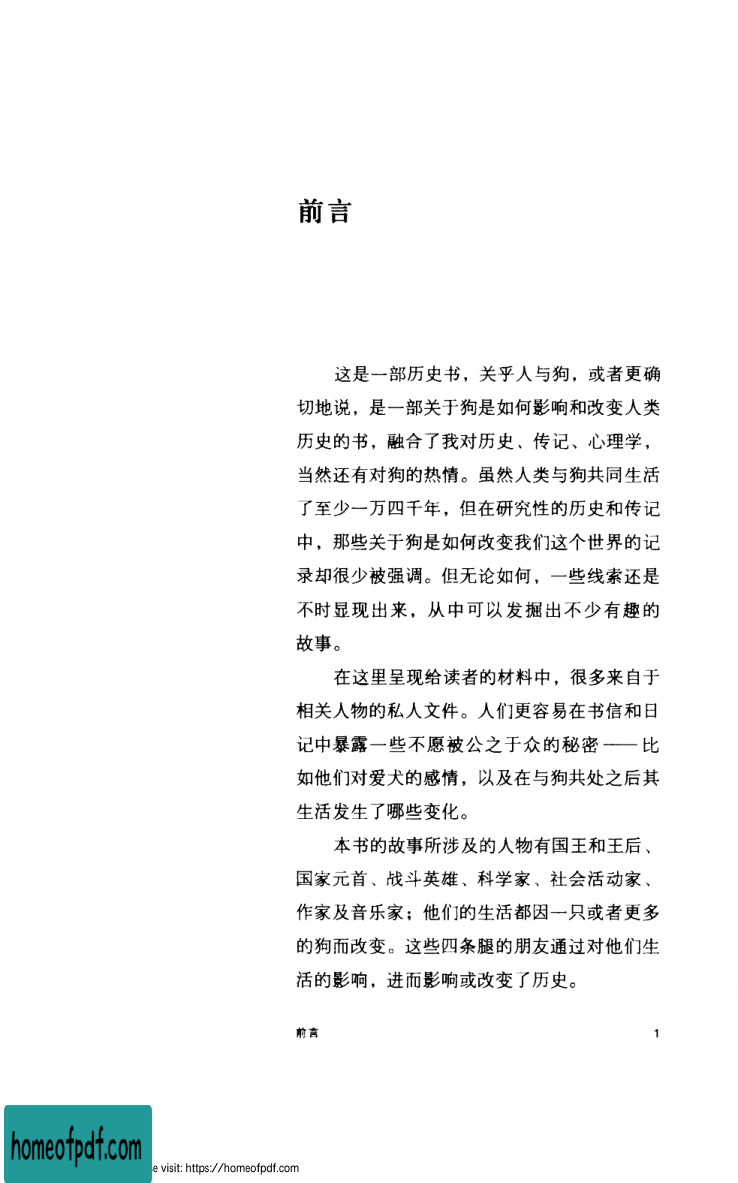 前言
这是一部历史书，关乎人与狗，或者更确
切地说，是一部关于狗是如何影响和改变人类
历史的书，融合了我对历史、传记、心理学，
当然还有对狗的热情。虽然人类与狗共同生活
了至少一万四千年，但在研究性的历史和传记
中，那些关于狗是如何改变我们这个世界的记
录却很少被强调。但无论如何，一些线索还是
不时显现出来，从中可以发掘出不少有趣的
故事。
在这里呈现给读者的材料中，很多来自于
相关人物的私人文件。人们更容易在书信和日
记中暴露一些不愿被公之于众的秘密——比
如他们对爱犬的感情，以及在与狗共处之后其
生活发生了哪些变化。
本书的故事所涉及的人物有国王和王后、
国家元首、战斗英雄、科学家、社会活动家、
作家及音乐家；他们的生活都因一只或者更多
的狗而改变。这些四条腿的朋友通过对他们生
活的影响，进而影响或改变了历史。
前言 1
homeofpdf.com
e visit: https://homeofpdf.com